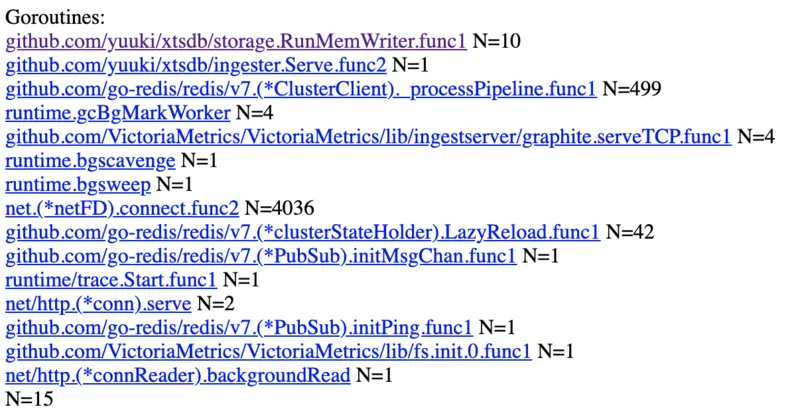 Goroutines:
github.com/yuuki/xtsdb/storage.RunMemWriter.func1 N=10
github.com/yuuki/xtsdb/ingester.Serve.func2 N=1
github.com/go-redis/redis/v7.(*ClusterClient)._processPipeline.func1 N=499
runtime.gcBgMarkWorker N=4
github.com/VictoriaMetrics/VictoriaMetrics/lib/ingestserver/graphite.serveTCP.func1 N=4
runtime.bgscavenge N=1
runtime.bgsweep N=1
net.(*netFD).connect.func2 N=4036
github.com/go-redis/redis/v7.(*clusterStateHolder).LazyReload.func1 N=42
github.com/go-redis/redis/v7.(*PubSub).initMsgChan.func1 N=1
runtime/trace.Start.func1 N=1
net/http.(*conn).serve N=2
github.com/go-redis/redis/v7.(*PubSub).initPing.func1 N=1
github.com/VictoriaMetrics/VictoriaMetrics/lib/fs.init.0.func1 N=1
net/http.(*connReader).backgroundRead N=1
N=15